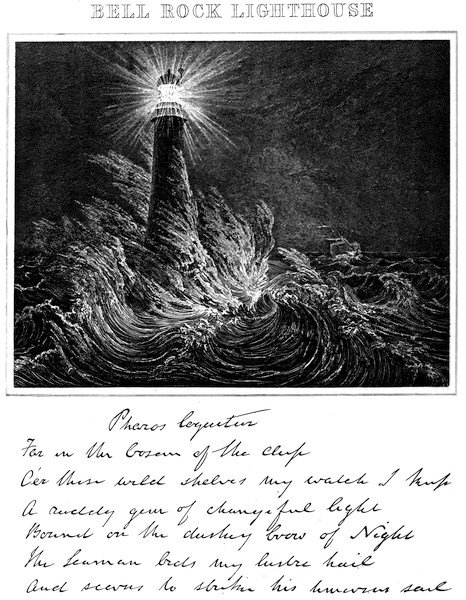 BELL ROCK LIGHTHOUSE
Pharos loquitur
Far in the bosom of the deep
O'er these wild shelves my watch I keep
A ruddy gem of changeful light
Bound on the dusky brow of Night
The Seaman bids my lustre hail
And scorns to strike his timorous sail